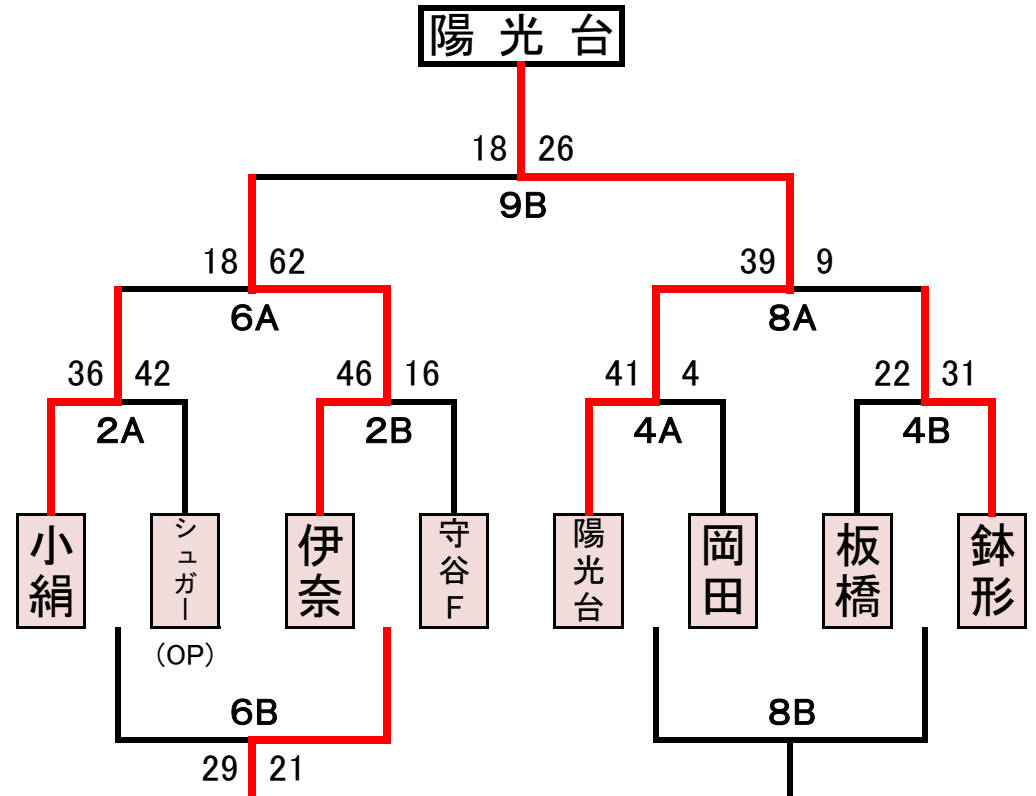 陽光台
18 26
9B
18 62
39 9
6A
8A
36 42
46 16
41 4
22 31
2A
2B
4A
4B
小絹
シュガー
伊奈
守谷F
陽光台
岡田
板橋
鉢形
（OP）
6B
8B
29 21